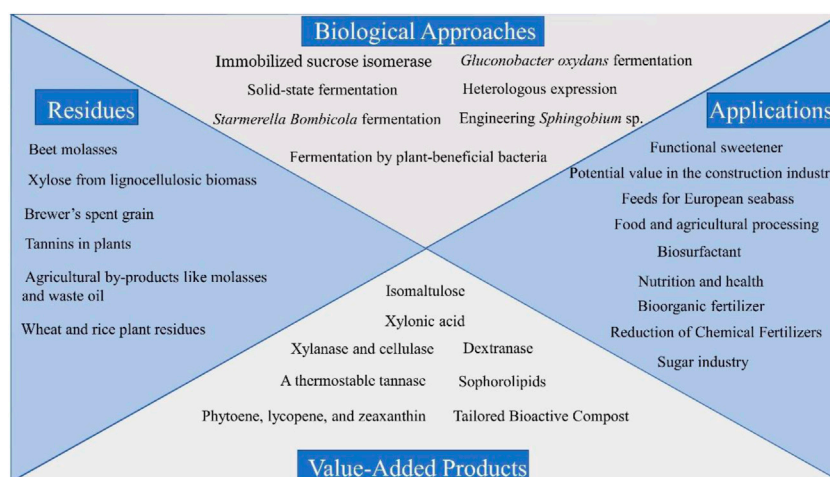 Biological Approaches
Immobilized sucrose isomerase
Gluconobacter oxydans fermentation
Solid-state fermentation
Heterologous expression
Starmerella Bombicola fermentation
Engineering Sphingobium sp.
Fermentation by plant-beneficial bacteria
Residues
Beet molasses
Xylose from lignocellulosic biomass
Brewer's spent grain
Tannins in plants
Agricultural by-products like molasses
and waste oil
Wheat and rice plant residues
Applications
Functional sweetener
Potential value in the construction industr
Feeds for European seabass
Food and agricultural processing
Biosurfactant
Nutrition and health
Bioorganic fertilizer
Reduction of Chemical Fertilizers
Sugar industry
Isomaltulose
Xylonic acid
Xylanase and cellulase
Dextranase
A thermostable tannase
Sophorolipids
Phytoene, lycopene, and zeaxanthin
Tailored Bioactive Compost
Value-Added Products